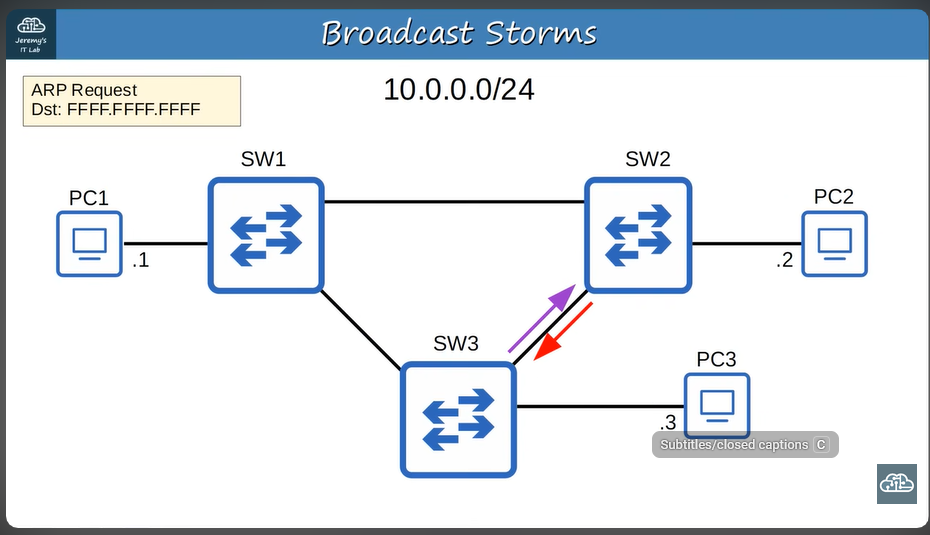 Jeremy's
IT Lab
Broadcast Storms
ARP Request
Dst: FFFF.FFFF.FFFF
10.0.0.0/24
SW1
SW2
PC1
PC2
.1
.2
SW3
PC3
.3
Subtitles/closed captions C